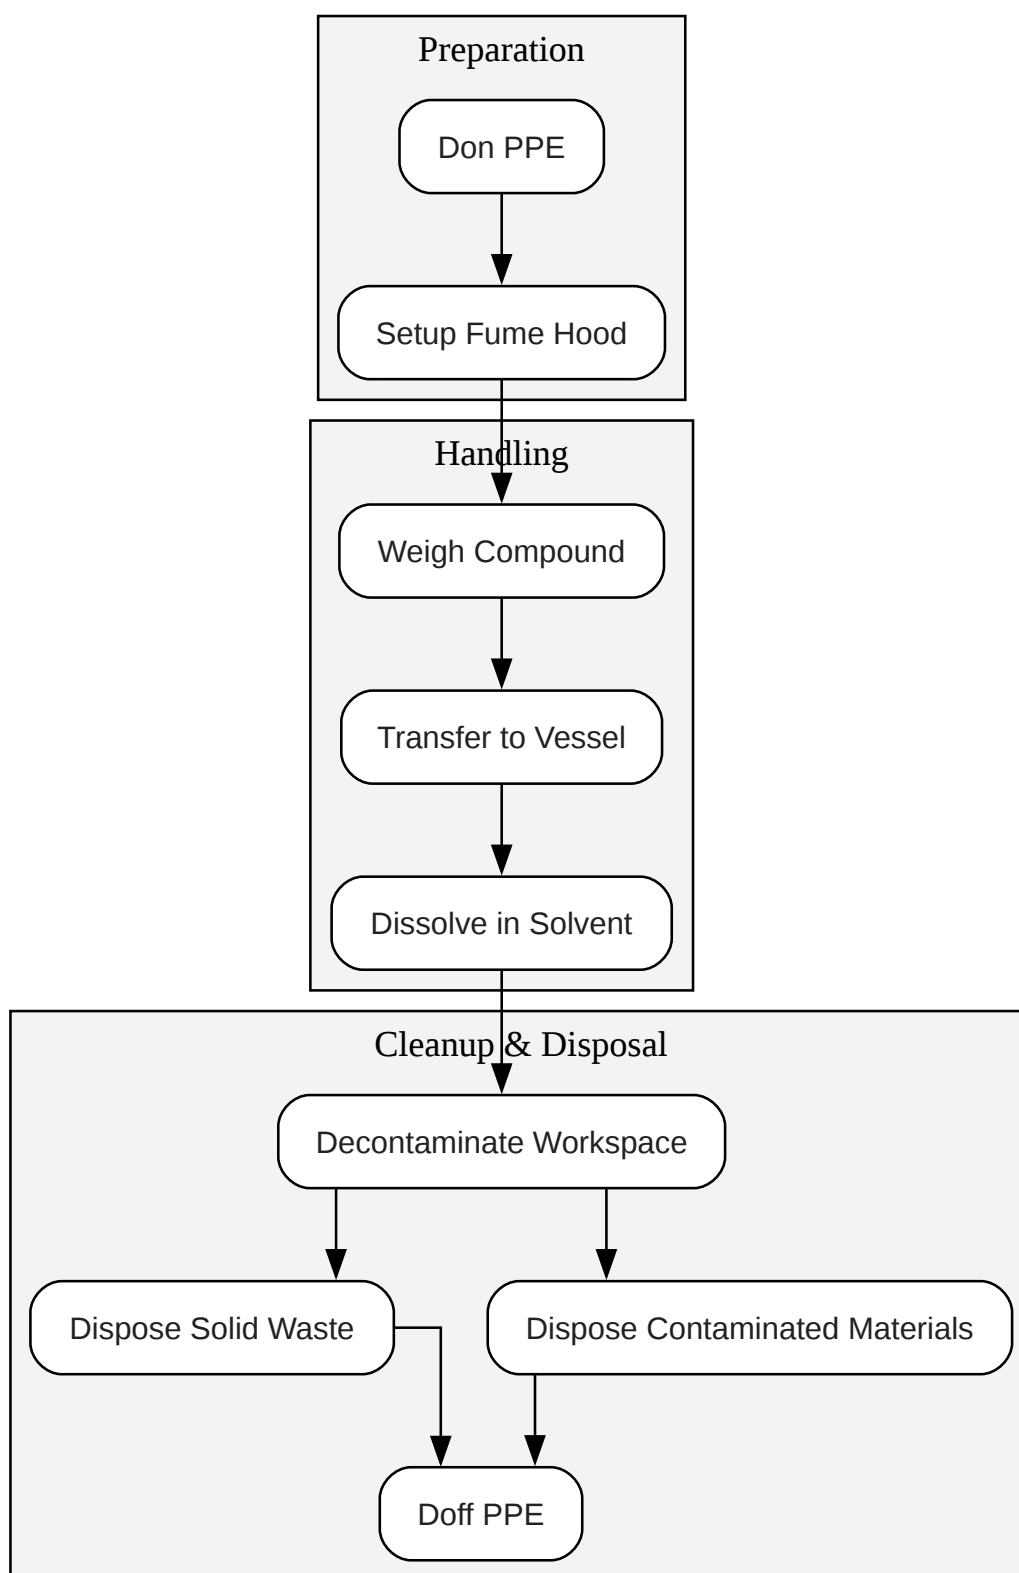 Preparation
Don PPE
Setup Fume Hood
Handling
Weigh Compound
Transfer to Vessel
Dissolve in Solvent
Cleanup & Disposal
Decontaminate Workspace
Dispose Solid Waste
Dispose Contaminated Materials
Doff PPE